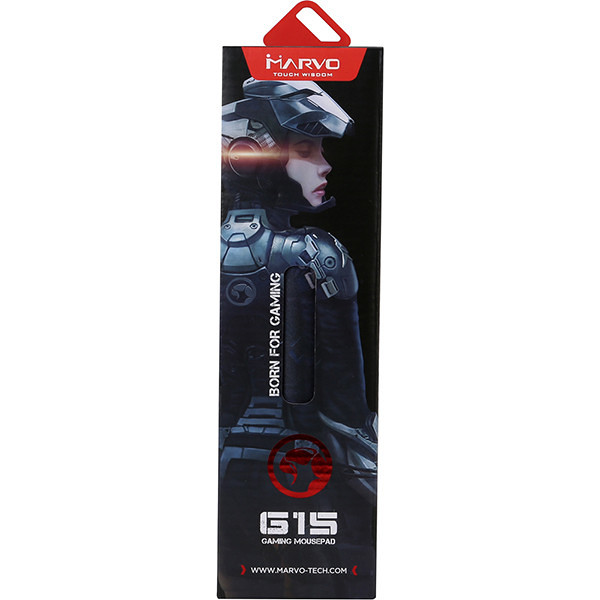 MARVO
TOUCH WISDOM
BORN FOR GAMING
G15
GAMING MOUSEPAD
WWW.MARVO-TECH.COM